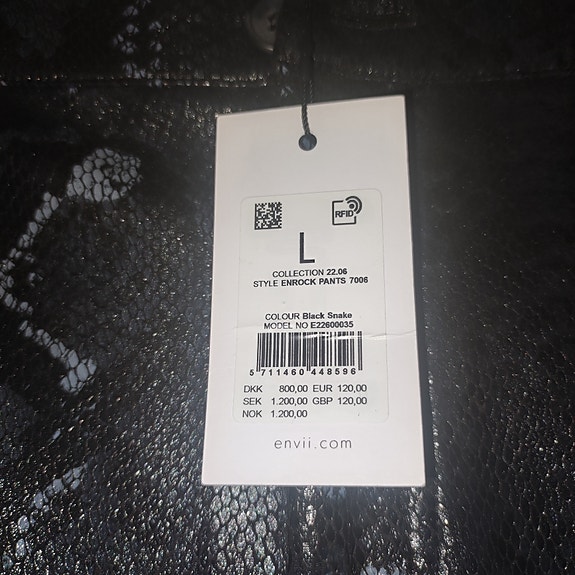 RFID
L
COLLECTION 22.06
STYLE ENROCK PANTS 7006
COLOUR Black Snake
MODEL NO E22600035
5 711460 448596
DKK 800,00 EUR 120,00
SEK 1.200,00 GBP 120,00
NOK 1.200,00
envii.com